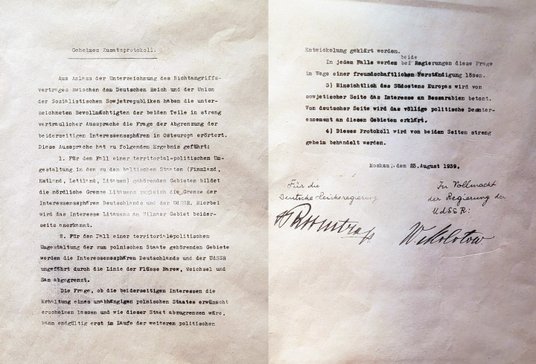 Geheimes Zusatzprotokoll.
Aus Anlass der Unterzeichnung des Nichtangriffs-
vertrages zwischen dem Deutschen Reich und der Union
der Sozialistischen Sowjetrepubliken haben die unter-
zeichneten Bevollmächtigten der beiden Teile in streng
vertraulicher Aussprache die Frage der Abgrenzung der
beiderseitigen Interessensphären in Osteuropa erörtert.
Diese Aussprache hat zu folgendem Ergebnis geführt:
1. Für den Fall einer territorial-politischen Um-
gestaltung in den zu den baltischen Staaten (Finnland,
Estland, Lettland, Litauen) gehörenden Gebieten bildet
die nördliche Grenze Litauens zugleich die Grenze der
Interessensphären Deutschlands und der UdSSR. Hierbei
wird das Interesse Litauens am Wilnaer Gebiet beider-
seits anerkannt.
2. Für den Fall einer territorialpolitischen
Umgestaltung der zum polnischen Staate gehörenden Gebiete
werden die Interessensphären Deutschlands und der UdSSR
ungefähr durch die Linie der Flüsse Narew, Weichsel und
San abgegrenzt.
Die Frage, ob die beiderseitigen Interessen die
Erhaltung eines unabhängigen polnischen Staates erwünscht
erscheinen lassen und wie dieser Staat abzugrenzen wäre,
kann endgültig erst im Laufe der weiteren politischen
Entwickelung geklärt werden.
beide
In jedem Falle werden bei Regierungen diese Frage
im Wege einer freundschaftlichen Verständigung lösen.
3) Hinsichtlich des Südostens Europas wird von
sowjetischer Seite das Interesse an Bessarabien betont.
Von deutscher Seite wird das völlige politische Desinter-
essement an diesen Gebieten erklärt.
4) Dieses Protokoll wird von beiden Seiten streng
geheim behandelt werden.
Moskau, den 23. August 1939.
Für die
Deutsche Reichsregierung
In Vollmacht
der Regierung der
UdSSR: